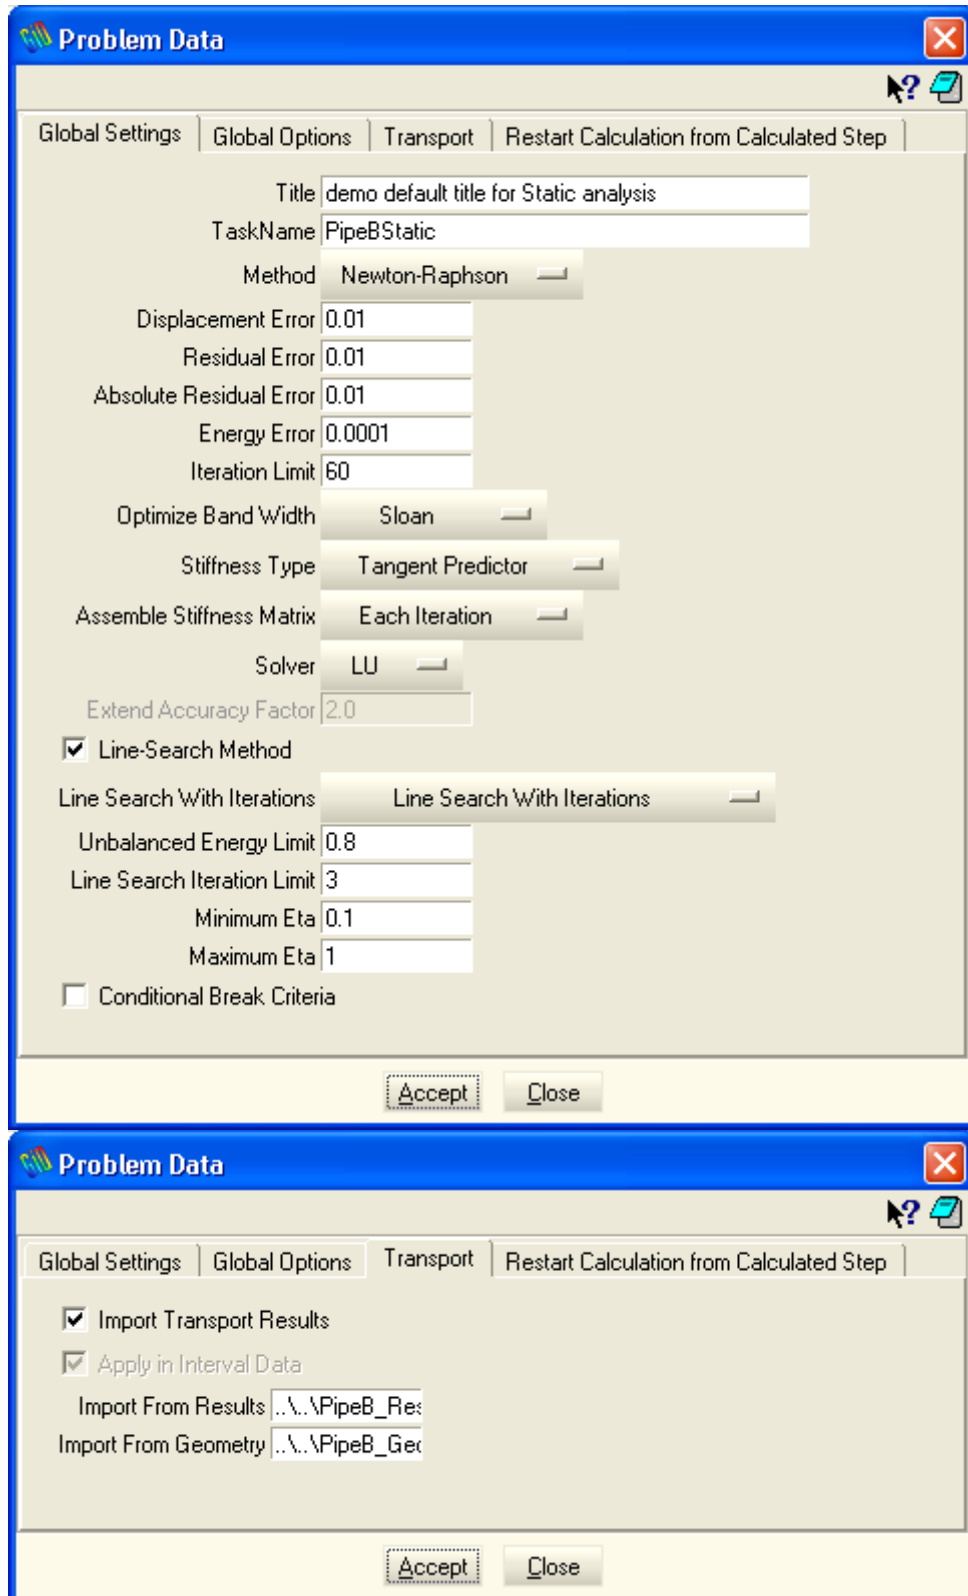 Problem Data
Global Settings Global Options Transport Restart Calculation from Calculated Step
Title demo default title for Static analysis
TaskName PipeBStatic
Method Newton-Raphson
Displacement Error 0.01
Residual Error 0.01
Absolute Residual Error 0.01
Energy Error 0.0001
Iteration Limit 60
Optimize Band Width Sloan
Stiffness Type Tangent Predictor
Assemble Stiffness Matrix Each Iteration
Solver LU
Extend Accuracy Factor 2.0
Line-Search Method
Line Search With Iterations Line Search With Iterations
Unbalanced Energy Limit 0.8
Line Search Iteration Limit 3
Minimum Eta 0.1
Maximum Eta 1
Conditional Break Criteria
Accept Close
Problem Data
Global Settings Global Options Transport Restart Calculation from Calculated Step
Import Transport Results
Apply in Interval Data
Import From Results ..\..\PipeB_Res
Import From Geometry ..\..\PipeB_Geo
Accept Close